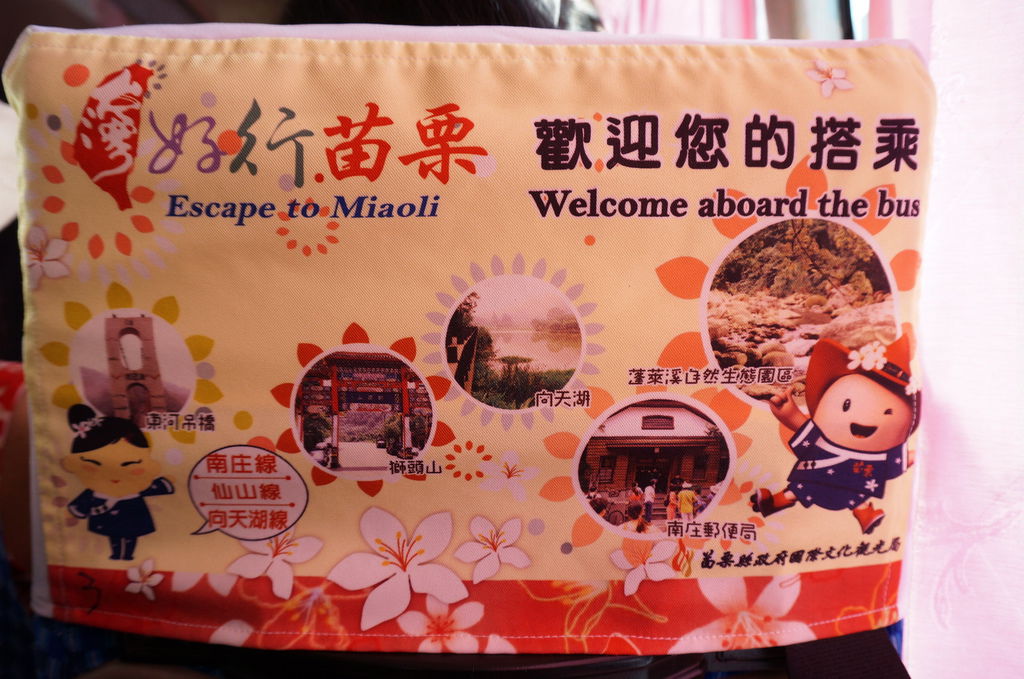 台灣
好行苗栗
Escape to Miaoli
歡迎您的搭乘
Welcome aboard the bus
東河吊橋
獅頭山
向天湖
蓬萊溪自然生態園區
南庄郵便局
南庄線
仙山線
向天湖線
苗栗
苗栗縣政府國際文化觀光局
3